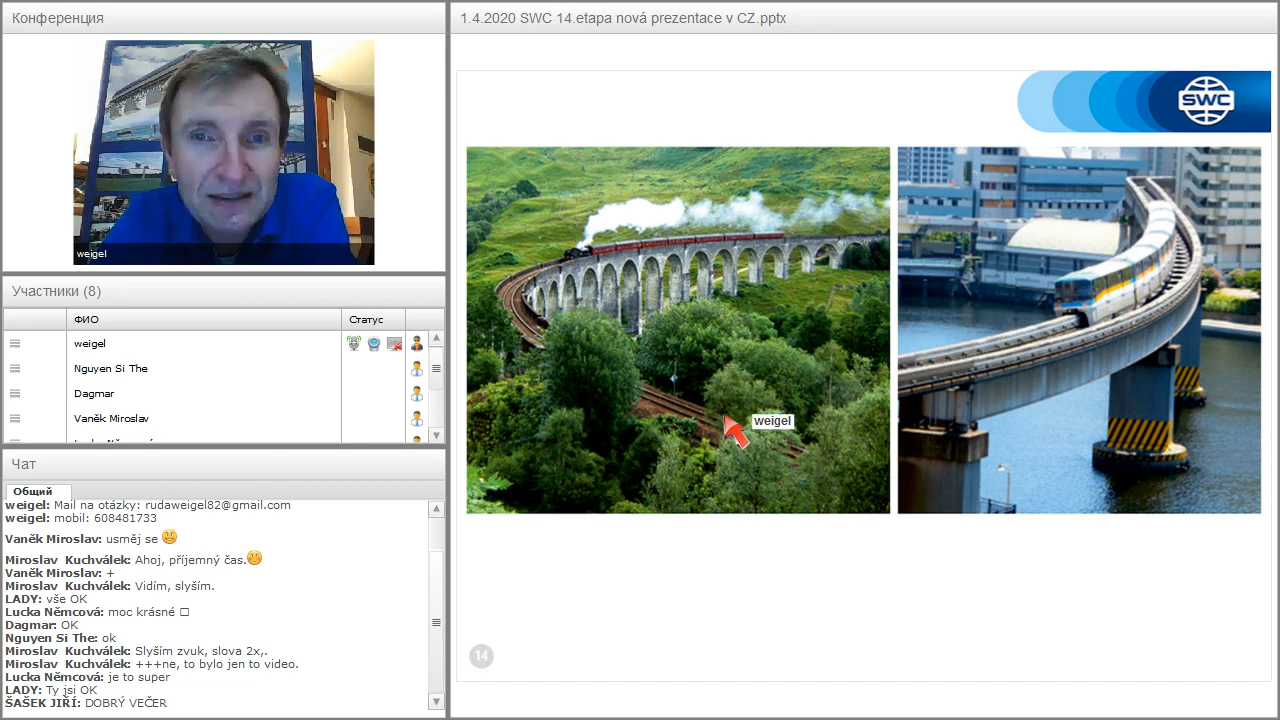 Конференция
weigel
Участники (8)
ФИО
Статус
weigel
Nguyen Si The
Dagmar
Vaněk Miroslav
Чат
Общий
weigel: Mail na otázky: rudaweigel82@gmail.com
weigel: mobil: 608481733
Vaněk Miroslav: usměj se
Miroslav Kuchválek: Ahoj, příjemný čas.
Vaněk Miroslav: +
Miroslav Kuchválek: Vidím, slyším.
LADY: vše OK
Lucka Němcová: moc krásné □
Dagmar: OK
Nguyen Si The: ok
Miroslav Kuchválek: Slyším zvuk, slova 2x,.
Miroslav Kuchválek: +++ne, to bylo jen to video.
Lucka Němcová: je to super
LADY: Ty jsi OK
ŠAŠEK JIŘÍ: DOBRÝ VEČER
1.4.2020 SWC 14.etapa nová prezentace v CZ.pptx
SWC
weigel
14